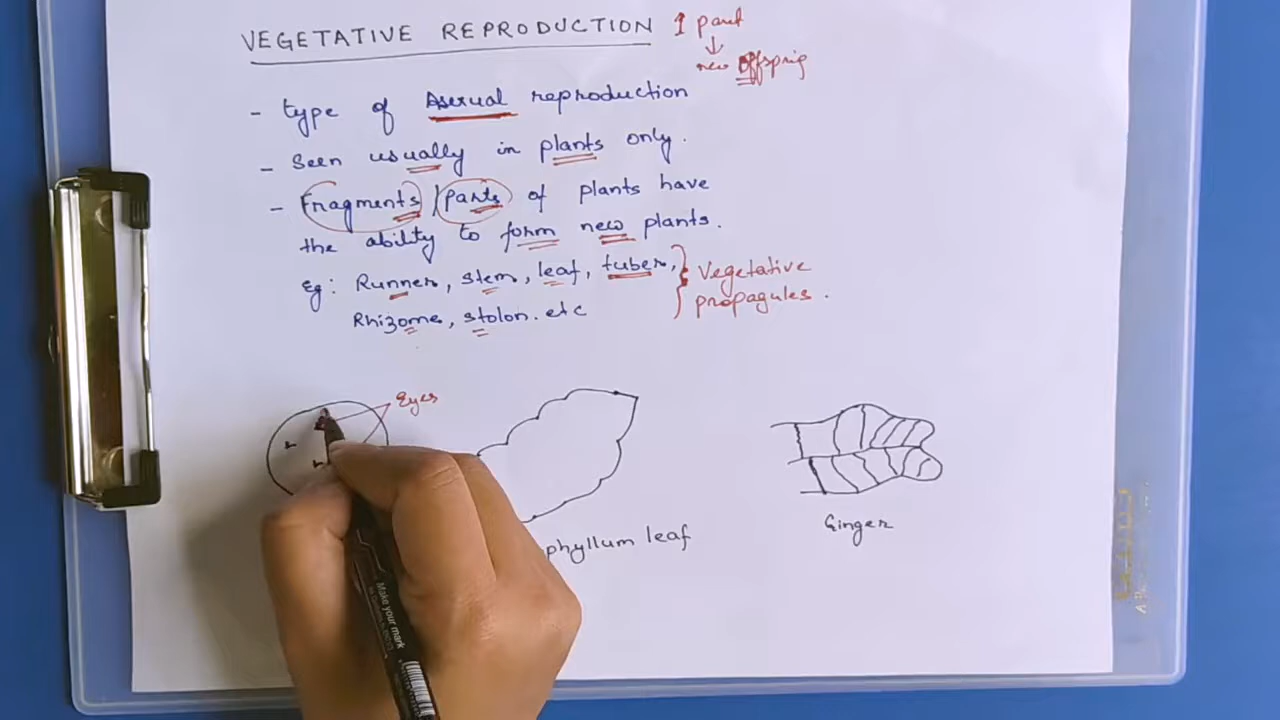 VEGETATIVE REPRODUCTION 1 part
↓
new Offspring
- type of Asexual reproduction
- Seen usually in plants only.
- Fragments / parts of plants have
the ability to form new plants.
Eg: Runner, stem, leaf, tuber, } Vegetative
Rhizome, stolon. etc propagules.
Eyes
phyllum leaf
Ginger
Make your mark